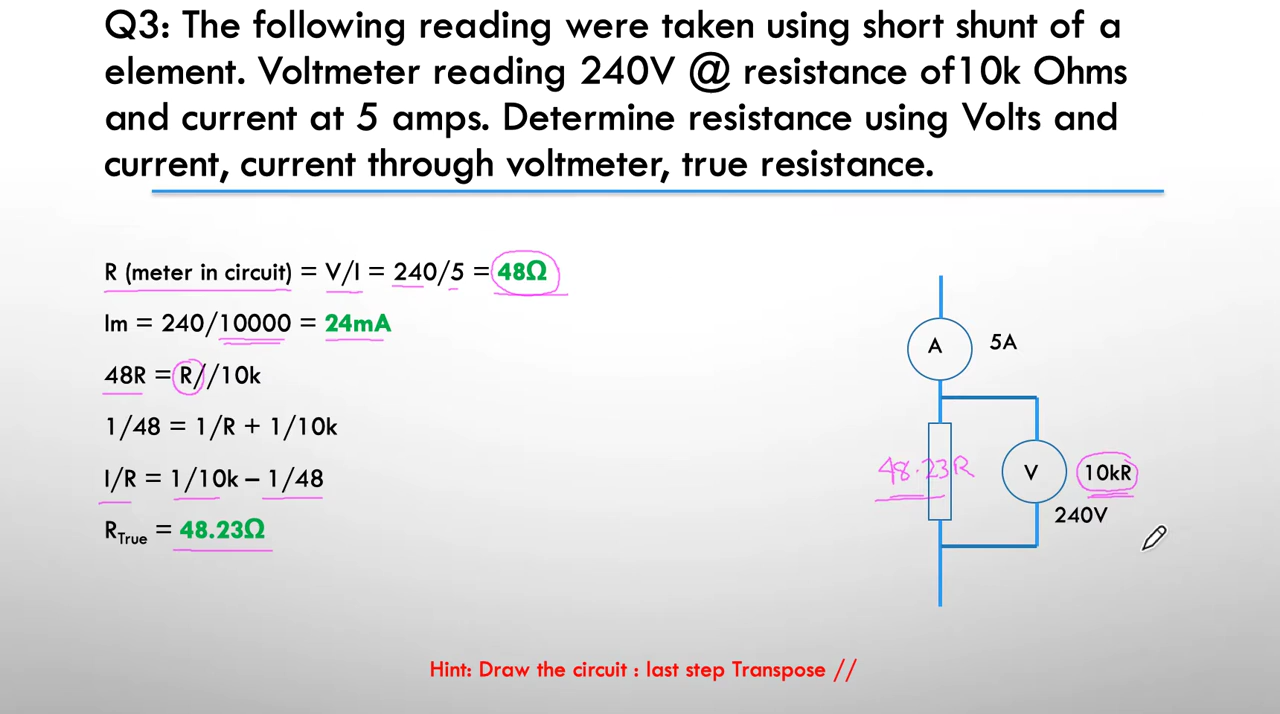 Q3: The following reading were taken using short shunt of a
element. Voltmeter reading 240V @ resistance of10k Ohms
and current at 5 amps. Determine resistance using Volts and
current, current through voltmeter, true resistance.
R (meter in circuit) = V/I = 240/5 = 48Ω
Im = 240/10000 = 24mA
48R = R//10k
1/48 = 1/R + 1/10k
I/R = 1/10k – 1/48
RTrue = 48.23Ω
A
5A
48.23R
V
10kR
240V
Hint: Draw the circuit : last step Transpose //